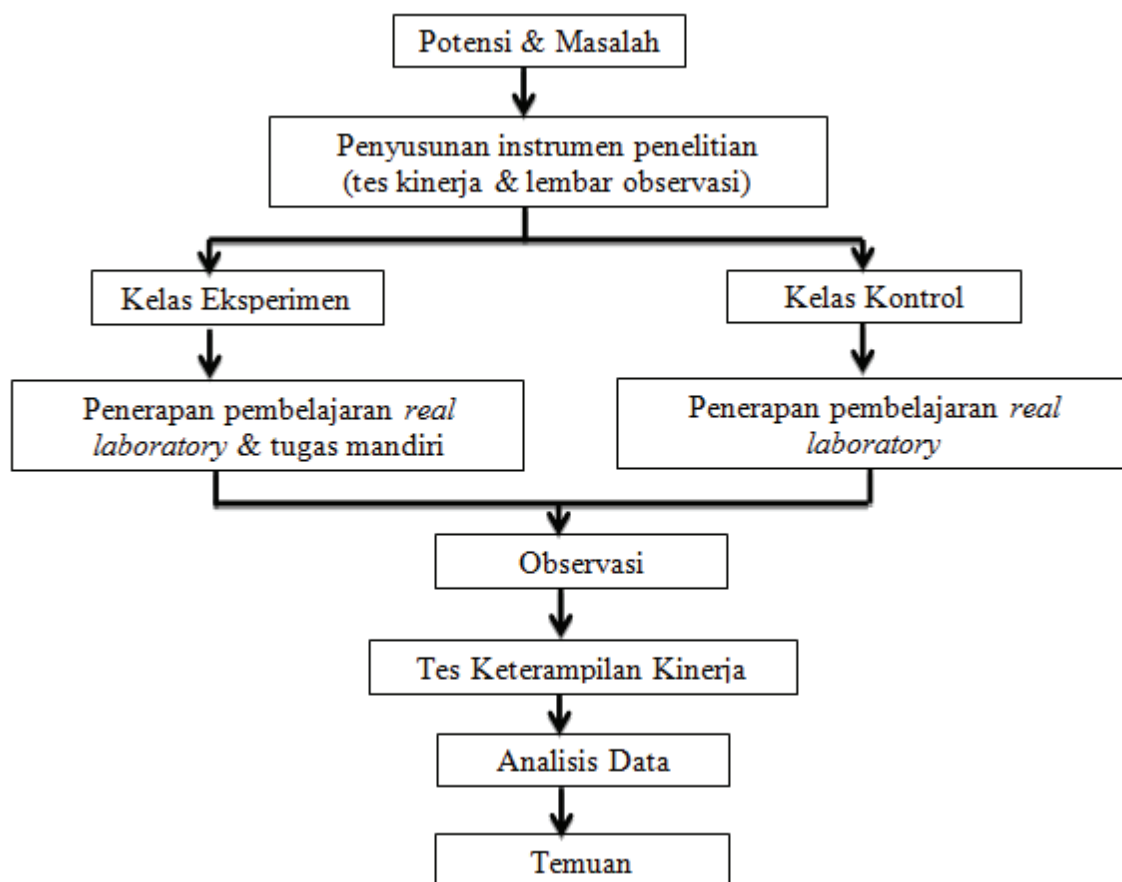 Potensi & Masalah
Penyusunan instrumen penelitian
(tes kinerja & lembar observasi)
Kelas Eksperimen
Kelas Kontrol
Penerapan pembelajaran real
laboratory & tugas mandiri
Penerapan pembelajaran real
laboratory
Observasi
Tes Keterampilan Kinerja
Analisis Data
Temuan